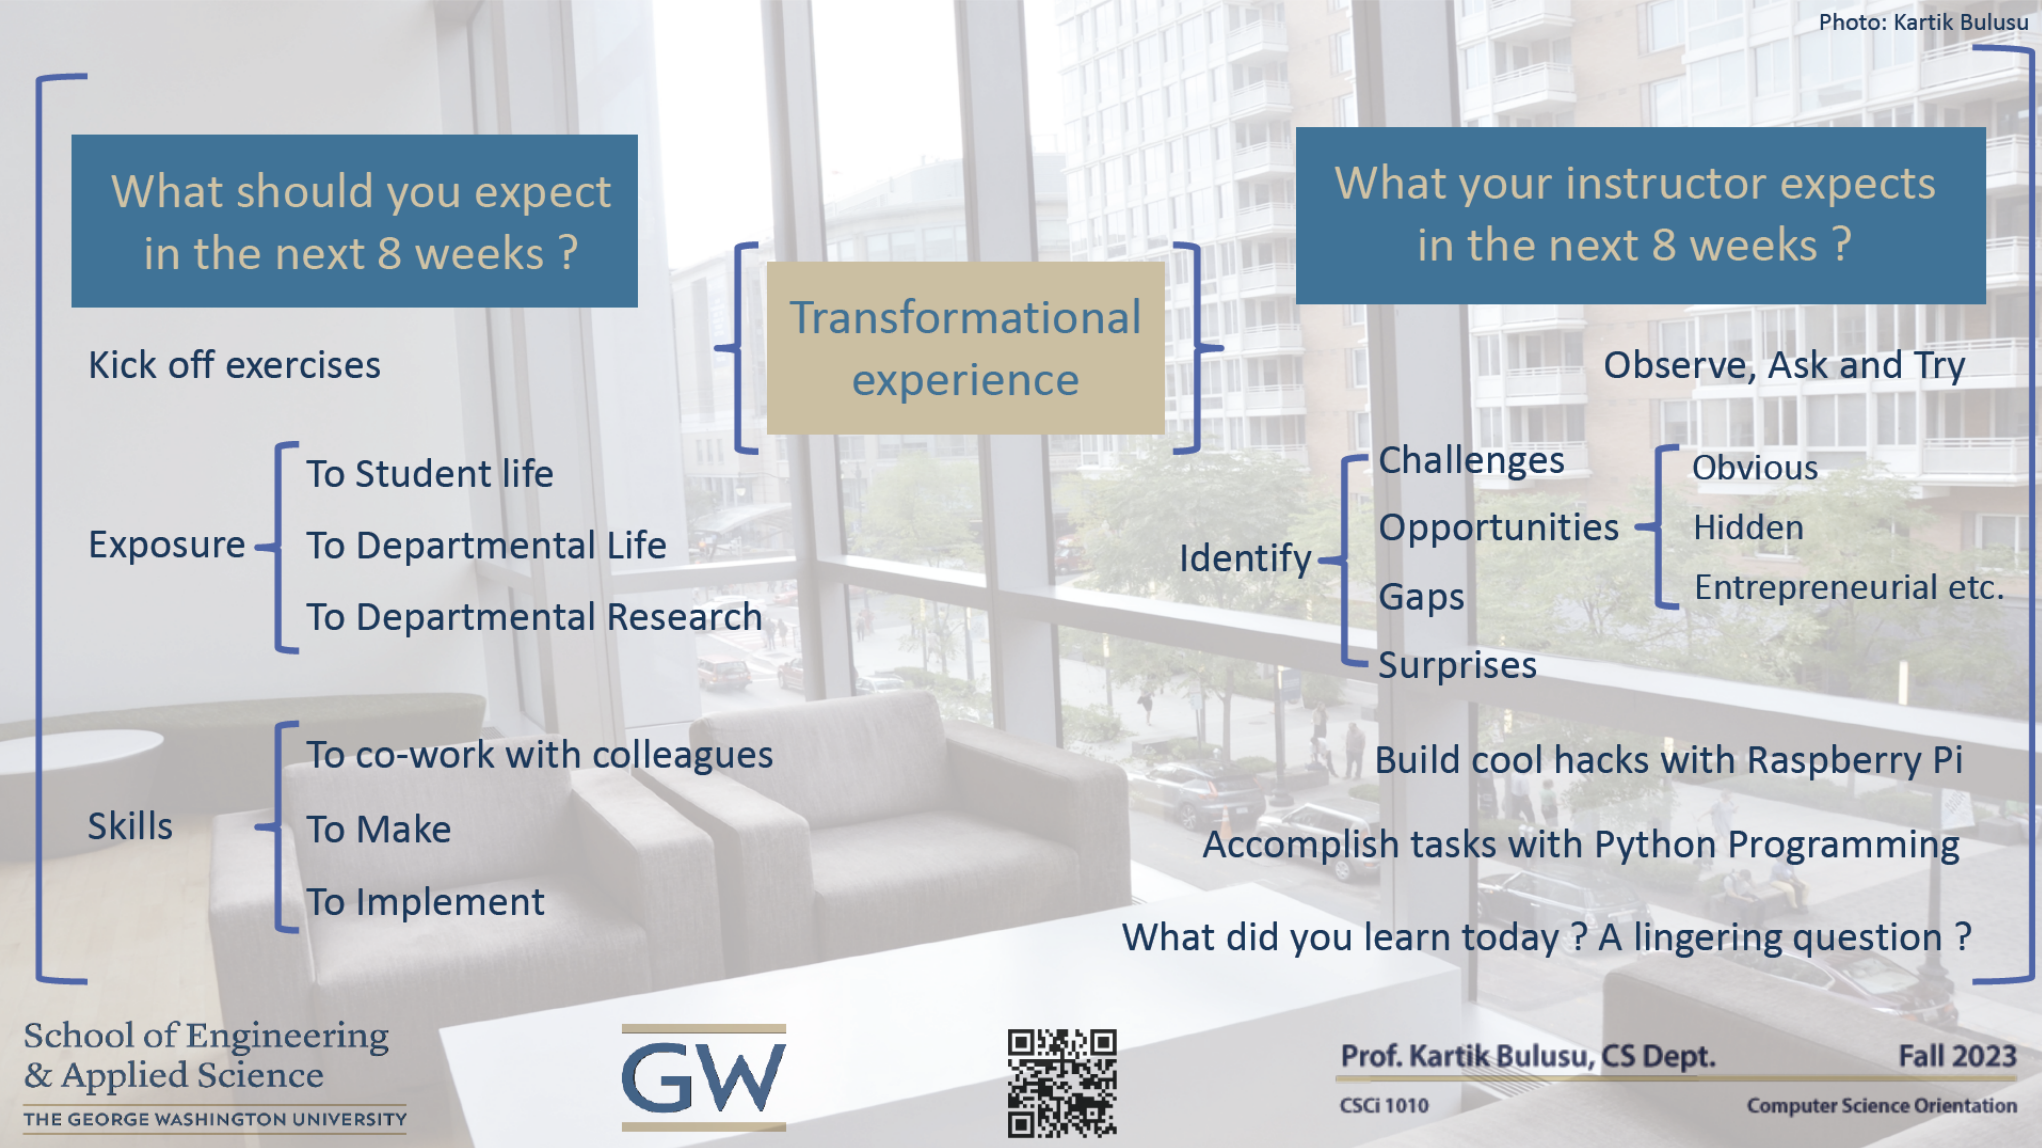 Photo: Kartik Bulusu
What should you expect
in the next 8 weeks ?
Kick off exercises
Exposure
To Student life
To Departmental Life
To Departmental Research
Skills
To co-work with colleagues
To Make
To Implement
Transformational
experience
What your instructor expects
in the next 8 weeks ?
Observe, Ask and Try
Identify
Challenges
Opportunities
Gaps
Surprises
Obvious
Hidden
Entrepreneurial etc.
Build cool hacks with Raspberry Pi
Accomplish tasks with Python Programming
What did you learn today ? A lingering question ?
School of Engineering
& Applied Science
THE GEORGE WASHINGTON UNIVERSITY
GW
Prof. Kartik Bulusu, CS Dept.
Fall 2023
CSCi 1010
Computer Science Orientation